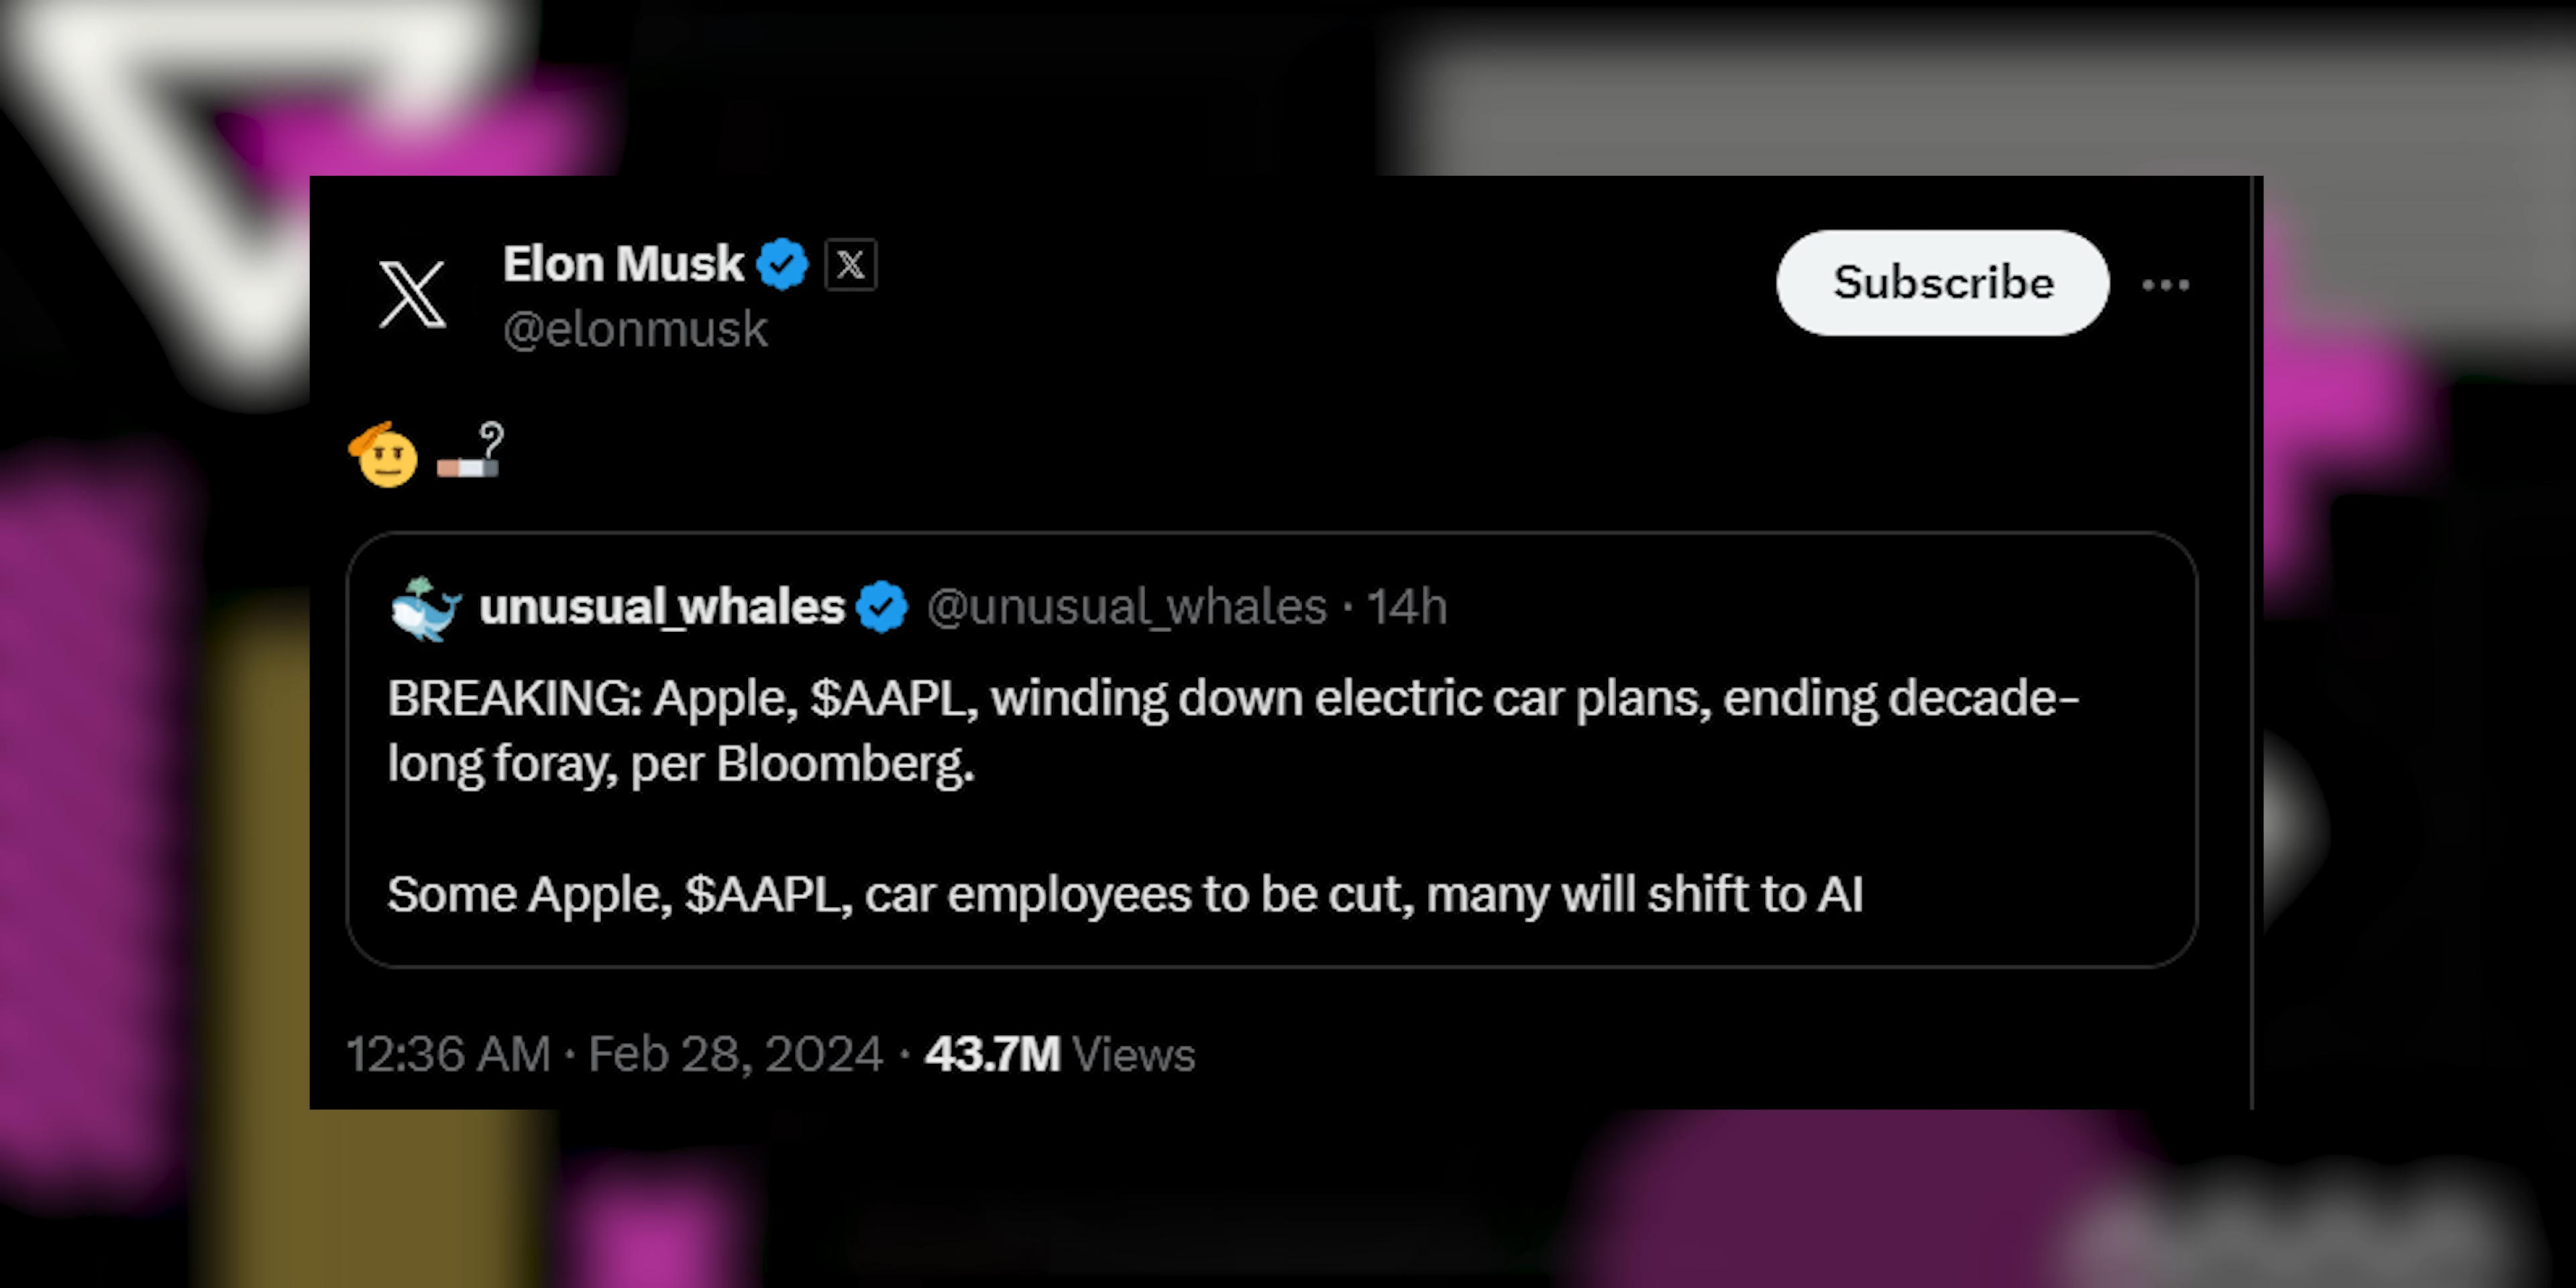 Elon Musk
@elonmusk
Subscribe
🫡 🚬
unusual_whales @unusual_whales · 14h
BREAKING: Apple, $AAPL, winding down electric car plans, ending decade-
long foray, per Bloomberg.
Some Apple, $AAPL, car employees to be cut, many will shift to AI
12:36 AM · Feb 28, 2024 · 43.7M Views